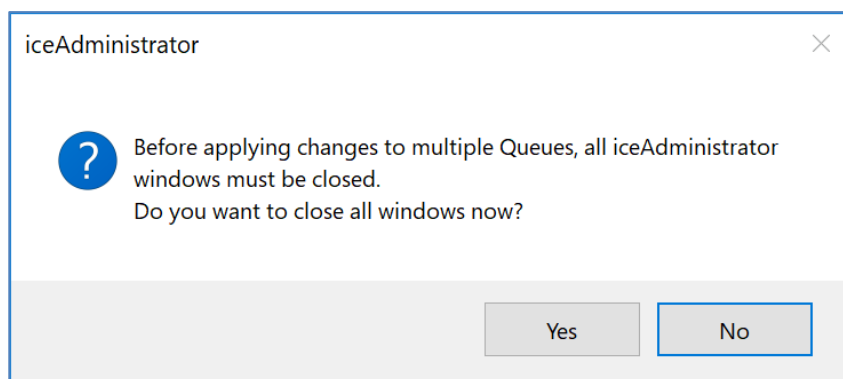 iceAdministrator
Before applying changes to multiple Queues, all iceAdministrator
windows must be closed.
Do you want to close all windows now?
Yes
No